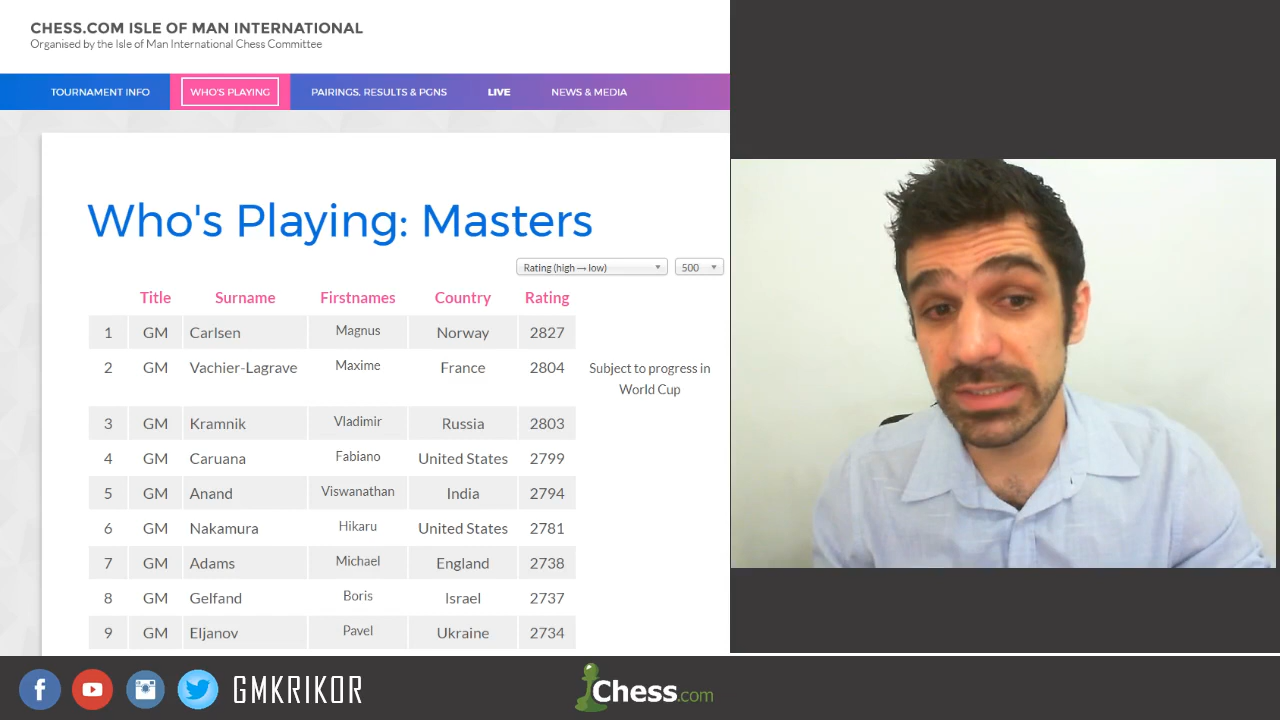 CHESS.COM ISLE OF MAN INTERNATIONAL
Organised by the Isle of Man International Chess Committee
TOURNAMENT INFO WHO'S PLAYING PAIRINGS, RESULTS & PGNS LIVE NEWS & MEDIA
Who's Playing: Masters
Rating (high → low) 500
Title Surname Firstnames Country Rating
1 GM Carlsen Magnus Norway 2827
2 GM Vachier-Lagrave Maxime France 2804 Subject to progress in
World Cup
3 GM Kramnik Vladimir Russia 2803
4 GM Caruana Fabiano United States 2799
5 GM Anand Viswanathan India 2794
6 GM Nakamura Hikaru United States 2781
7 GM Adams Michael England 2738
8 GM Gelfand Boris Israel 2737
9 GM Eljanov Pavel Ukraine 2734
GMKRIKOR
Chess.com